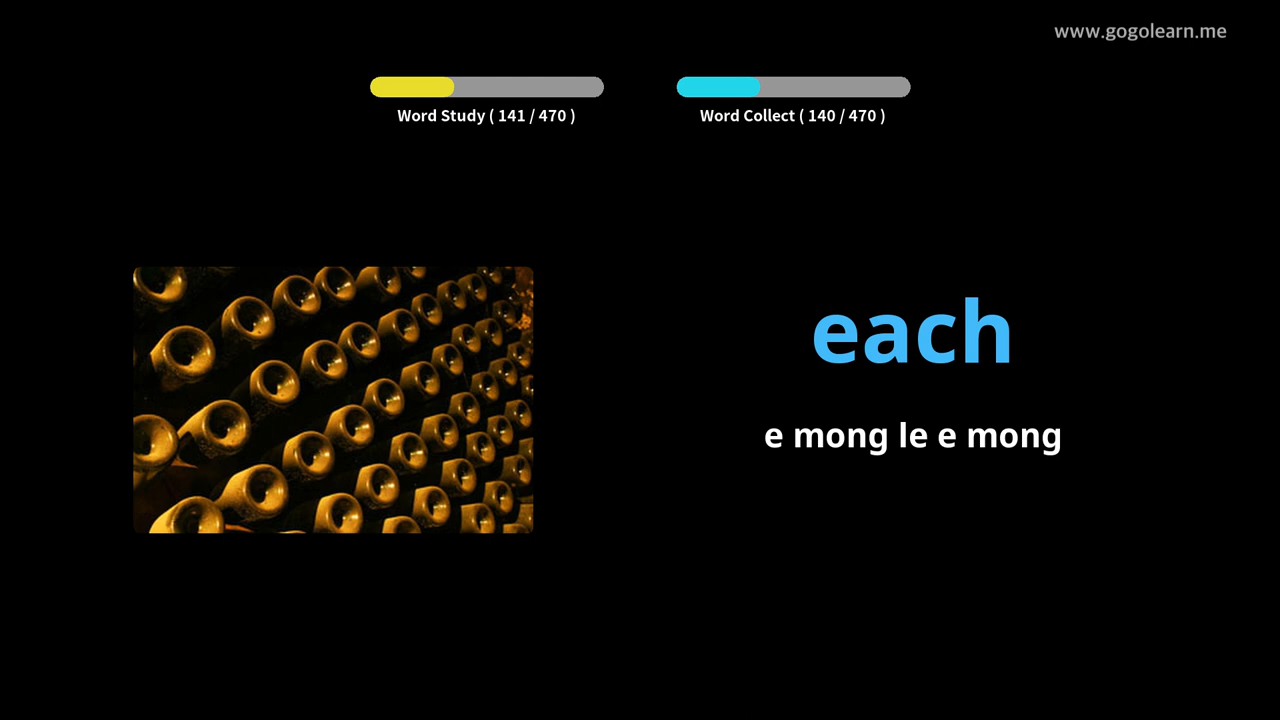 www.gogolearn.me
Word Study ( 141 / 470 )
Word Collect ( 140 / 470 )
each
e mong le e mong